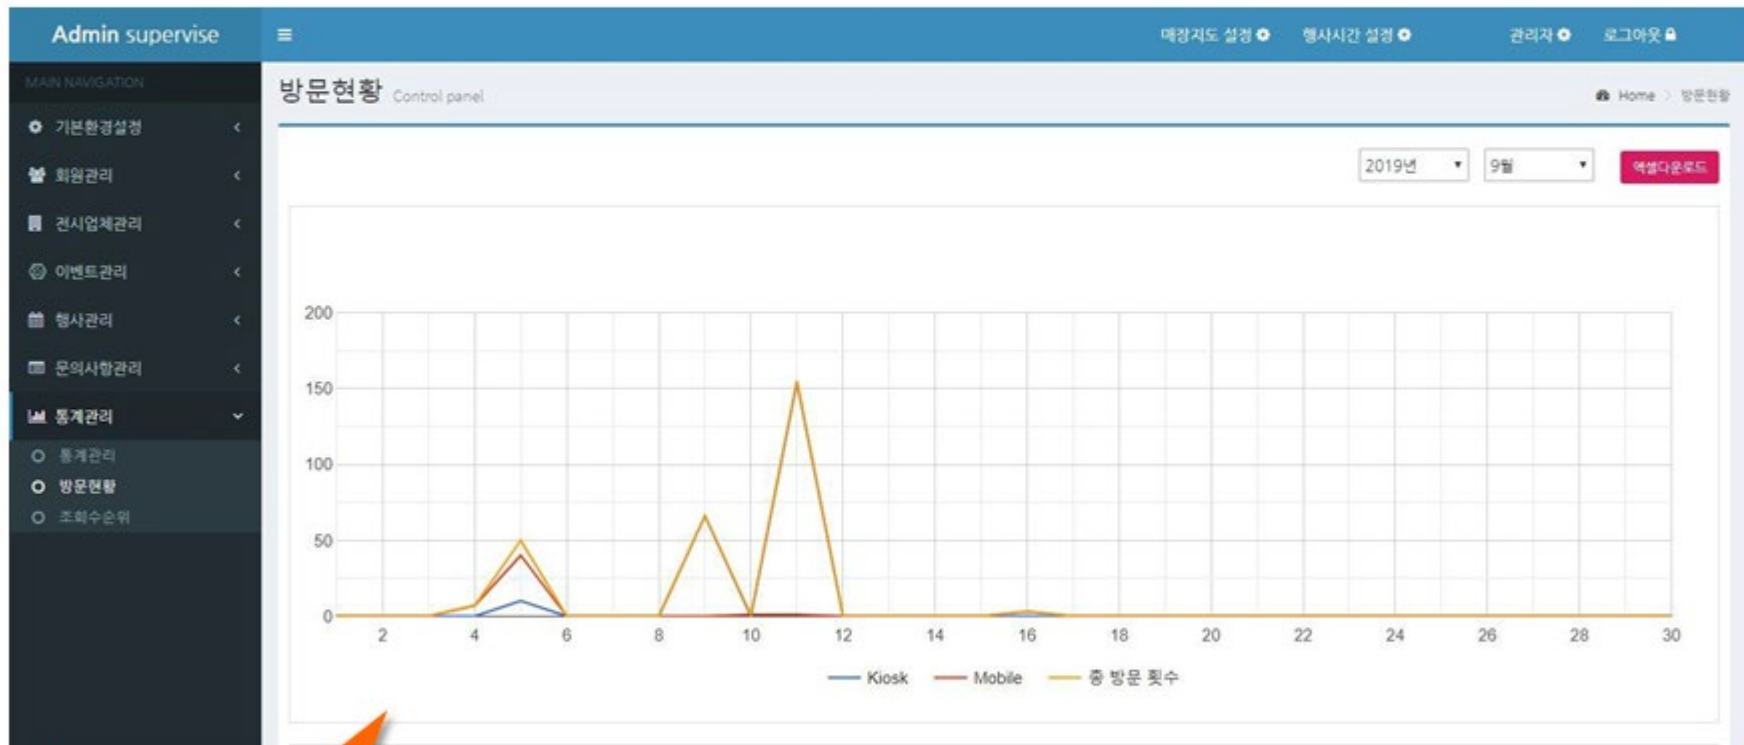 Admin supervise
매장지도 설정 행사시간 설정 관리자 로그아웃
MAIN NAVIGATION
방문현황 Control panel
Home > 방문현황
기본환경설정
회원관리
전시업체관리
이벤트관리
행사관리
문의사항관리
통계관리
통계관리
방문현황
조회수순위
2019년 9월 엑셀다운로드
200
150
100
50
0
2 4 6 8 10 12 14 16 18 20 22 24 26 28 30
Kiosk Mobile 총 방문 횟수